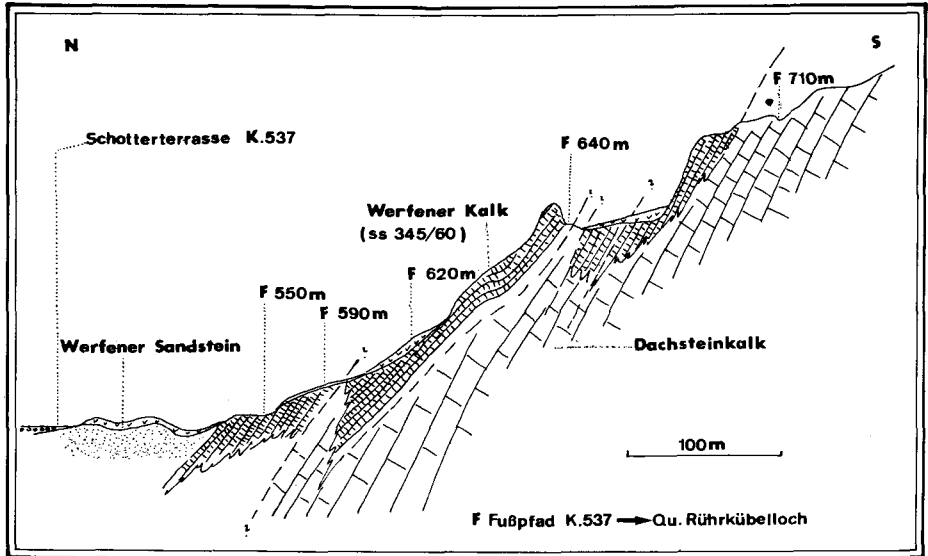 N
S
F 710m
Schotterterrasse K.537
F 640m
Werfener Kalk
(ss 345/60)
F 620m
F 550m
F 590m
Werfener Sandstein
Dachsteinkalk
100m
F Fußpfad K.537 → Qu. Rührkübelloch